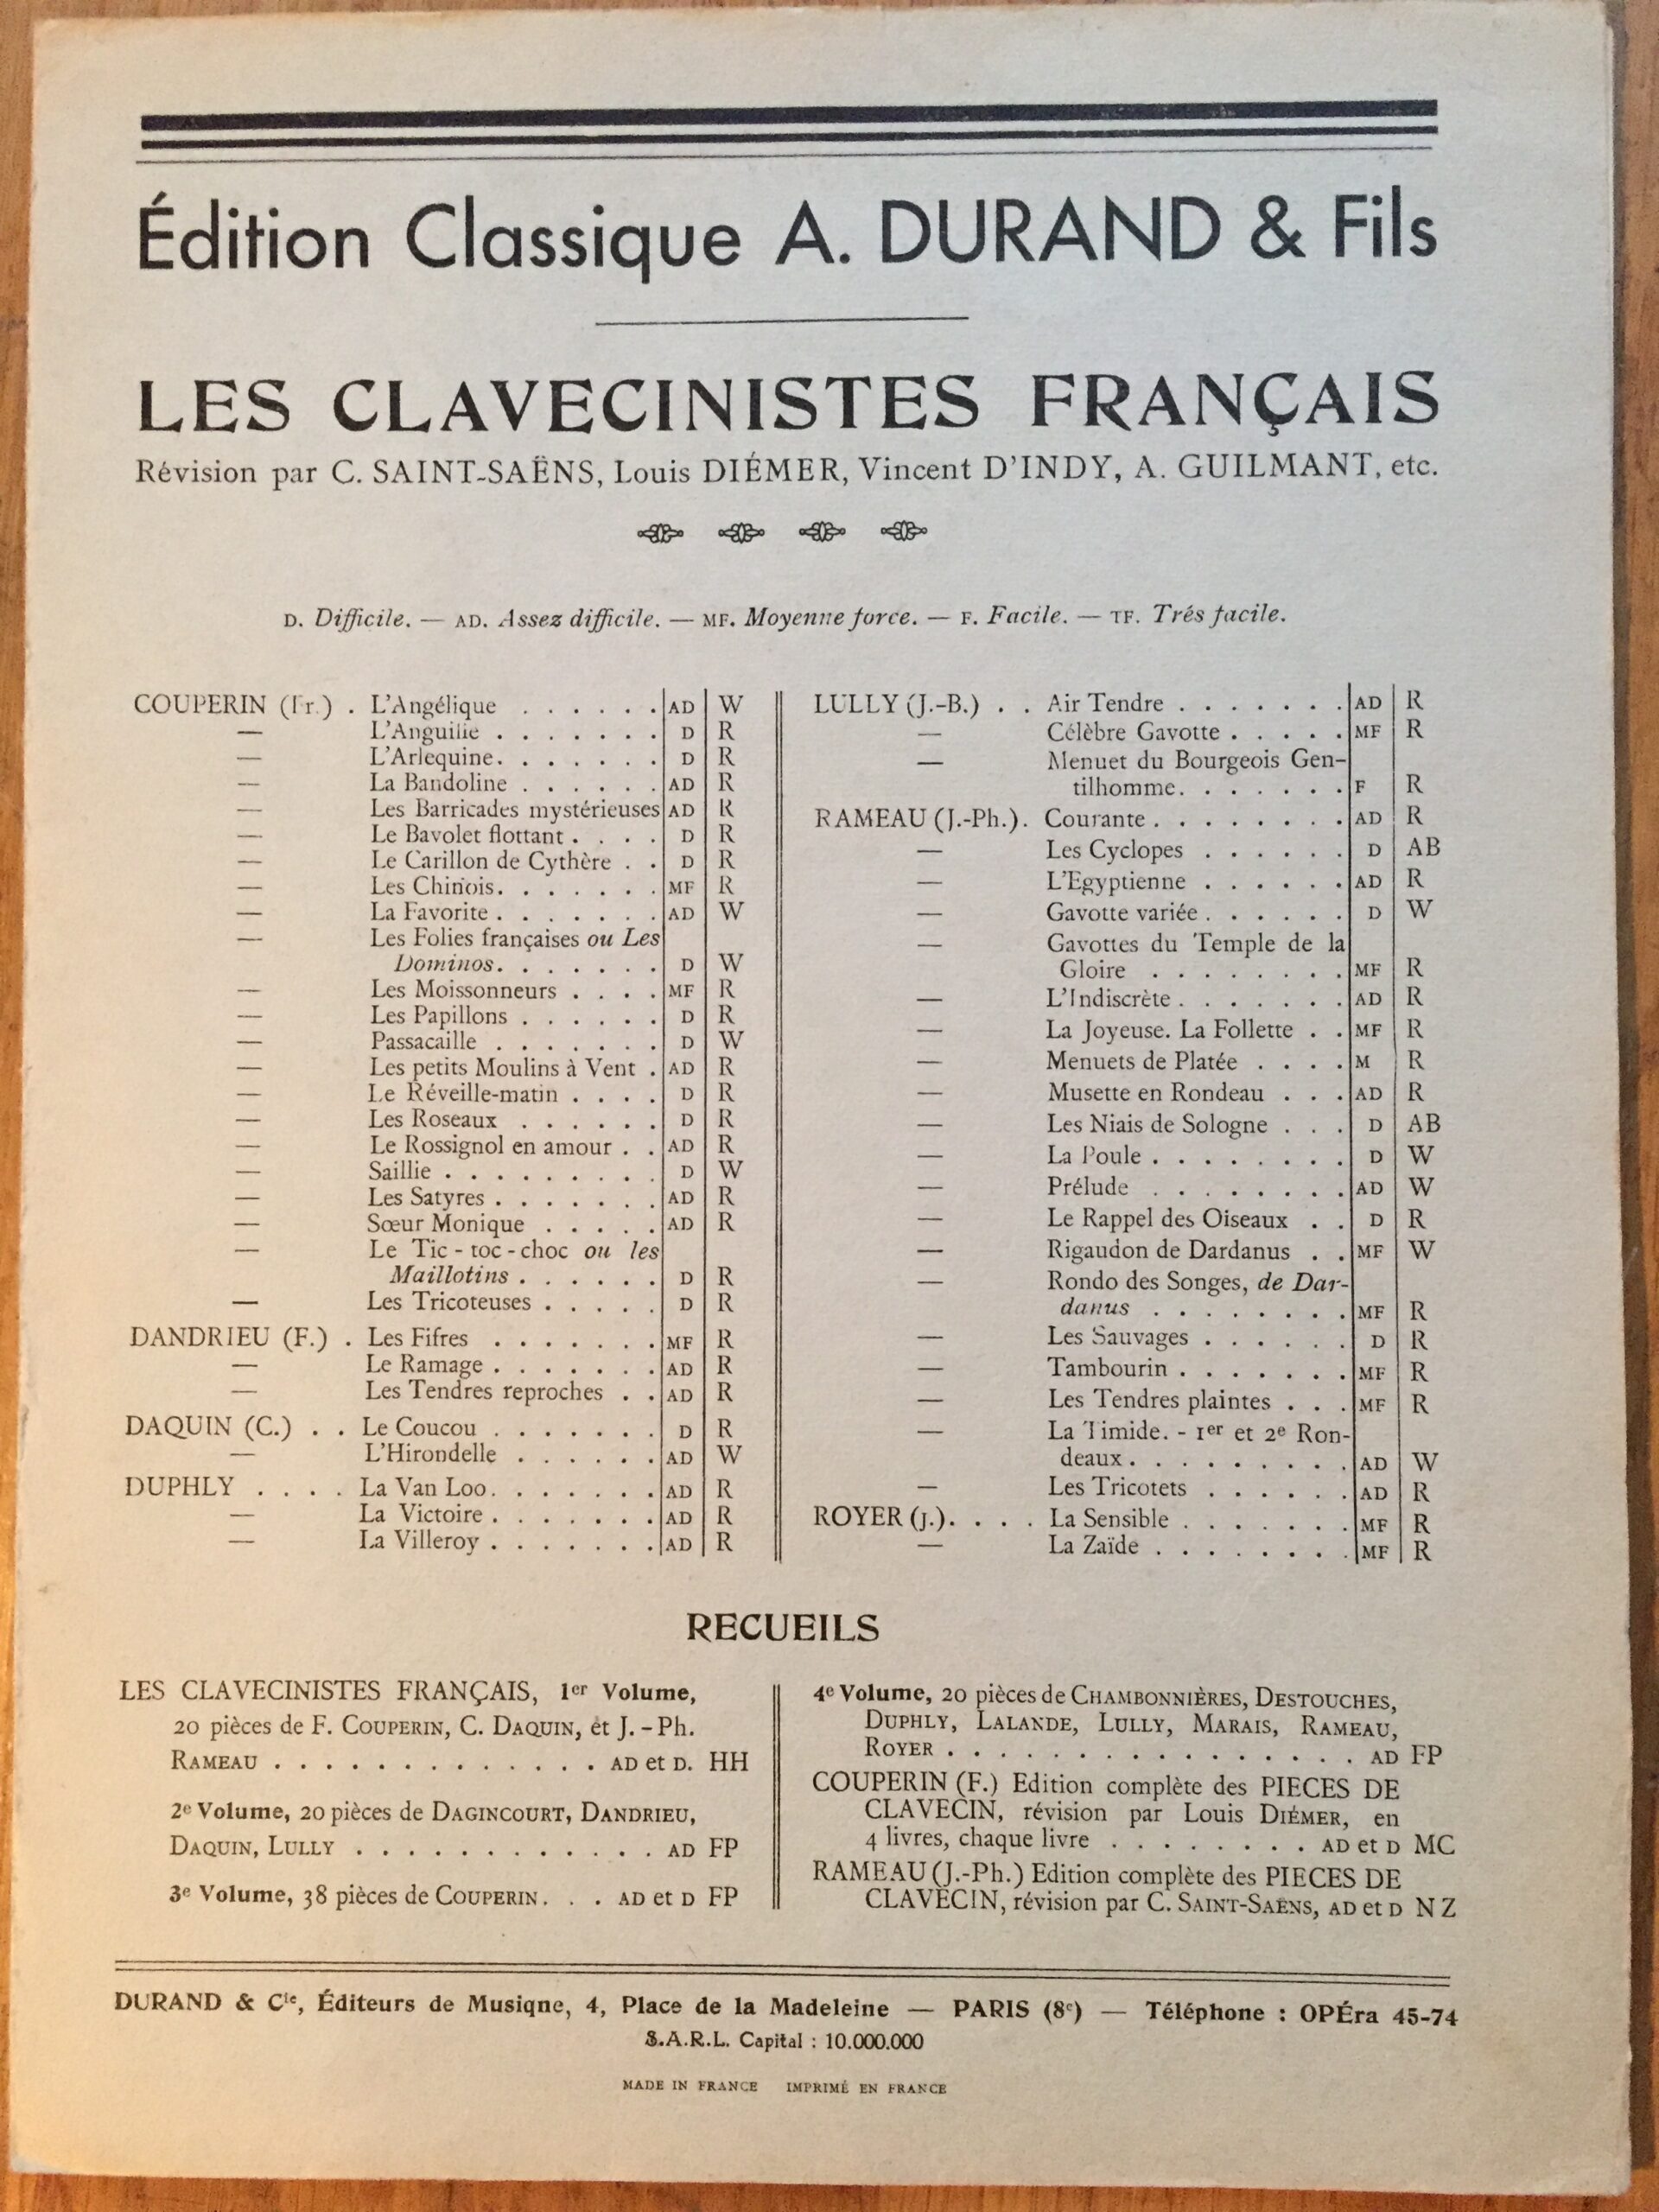 Édition Classique A. DURAND & Fils
LES CLAVECINISTES FRANÇAIS
Révision par C. SAINT-SAËNS, Louis DIÉMER, Vincent D'INDY, A. GUILMANT, etc.
D. Difficile. — AD. Assez difficile. — MF. Moyenne force. — F. Facile. — TF. Trés facile.
COUPERIN (Fr.) . L'Angélique . . . . . . AD W
— L'Anguille . . . . . . . D R
— L'Arlequine. . . . . . . D R
— La Bandoline . . . . . . AD R
— Les Barricades mystérieuses AD R
— Le Bavolet flottant . . . . D R
— Le Carillon de Cythère . . D R
— Les Chinois. . . . . . . MF R
— La Favorite . . . . . . . AD W
— Les Folies françaises ou Les
Dominos. . . . . . . D W
— Les Moissonneurs . . . . MF R
— Les Papillons . . . . . . D R
— Passacaille . . . . . . . D W
— Les petits Moulins à Vent . AD R
— Le Réveille-matin . . . . D R
— Les Roseaux . . . . . . D R
— Le Rossignol en amour . . AD R
— Saillie . . . . . . . . . D W
— Les Satyres . . . . . . . AD R
— Sœur Monique . . . . . AD R
— Le Tic - toc - choc ou les
Maillotins . . . . . . D R
— Les Tricoteuses . . . . . D R
DANDRIEU (F.) . Les Fifres . . . . . . . MF R
— Le Ramage . . . . . . . AD R
— Les Tendres reproches . . AD R
DAQUIN (C.) . . Le Coucou . . . . . . . D R
— L'Hirondelle . . . . . . AD W
DUPHLY . . . . La Van Loo. . . . . . . AD R
— La Victoire . . . . . . . AD R
— La Villeroy . . . . . . . AD R
LULLY (J.-B.) . . Air Tendre . . . . . . . AD R
— Célèbre Gavotte . . . . . MF R
— Menuet du Bourgeois Gen-
tilhomme. . . . . . . F R
RAMEAU (J.-Ph.). Courante . . . . . . . . AD R
— Les Cyclopes . . . . . . D AB
— L'Egyptienne . . . . . . AD R
— Gavotte variée . . . . . . D W
— Gavottes du Temple de la
Gloire . . . . . . . . MF R
— L'Indiscrète . . . . . . . AD R
— La Joyeuse. La Follette . . MF R
— Menuets de Platée . . . . M R
— Musette en Rondeau . . . AD R
— Les Niais de Sologne . . . D AB
— La Poule . . . . . . . . D W
— Prélude . . . . . . . . AD W
— Le Rappel des Oiseaux . . D R
— Rigaudon de Dardanus . . MF W
— Rondo des Songes, de Dar-
danus . . . . . . . . MF R
— Les Sauvages . . . . . . D R
— Tambourin . . . . . . . MF R
— Les Tendres plaintes . . . MF R
— La Timide. - 1er et 2e Ron-
deaux . . . . . . . . . AD W
— Les Tricotets . . . . . . AD R
ROYER (J.). . . . La Sensible . . . . . . . MF R
— La Zaïde . . . . . . . . MF R
RECUEILS
LES CLAVECINISTES FRANÇAIS, 1er Volume,
20 pièces de F. COUPERIN, C. DAQUIN, et J. - Ph.
RAMEAU . . . . . . . . . . . . . AD et D. HH
2e Volume, 20 pièces de DAGINCOURT, DANDRIEU,
DAQUIN, LULLY . . . . . . . . . . . . AD FP
3e Volume, 38 pièces de COUPERIN. . . AD et D FP
4e Volume, 20 pièces de CHAMBONNIÈRES, DESTOUCHES,
DUPHLY, LALANDE, LULLY, MARAIS, RAMEAU,
ROYER . . . . . . . . . . . . . . . . AD FP
COUPERIN (F.) Edition complète des PIECES DE
CLAVECIN, révision par Louis DIÉMER, en
4 livres, chaque livre . . . . . . . . AD et D MC
RAMEAU (J.-Ph.) Edition complète des PIECES DE
CLAVECIN, révision par C. SAINT-SAËNS, AD et D N Z
DURAND & Cie, Éditeurs de Musiqne, 4, Place de la Madeleine — PARIS (8e) — Téléphone : OPÉra 45-74
S.A.R.L. Capital : 10.000.000
MADE IN FRANCE IMPRIMÉ EN FRANCE